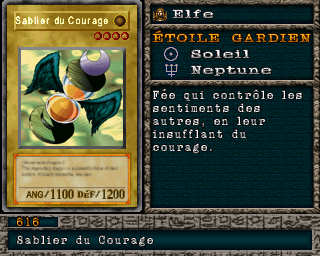 Sablier du Courage
ANG/1100 DÉF/1200
Elfe
ÉTOILE GARDIEN
Soleil
Neptune
Fée qui contrôle les
sentiments des
autres, en leur
insufflant du
courage.
616
Sablier du Courage